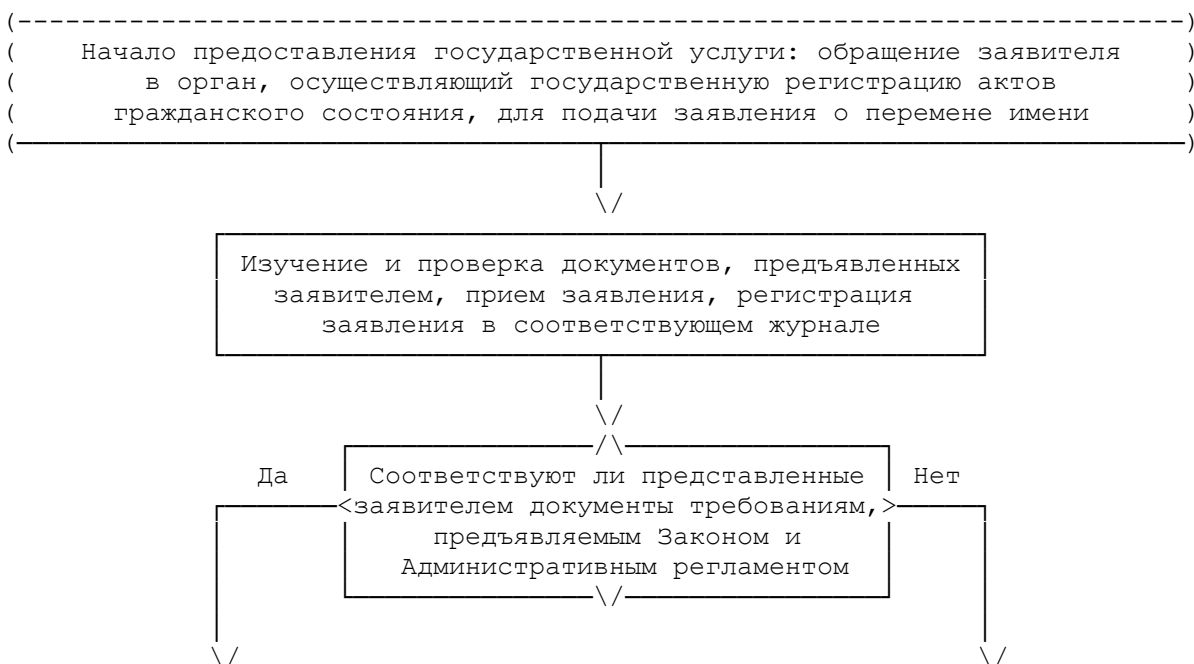 Начало предоставления государственной услуги: обращение заявителя
в орган, осуществляющий государственную регистрацию актов
гражданского состояния, для подачи заявления о перемене имени
Изучение и проверка документов, предъявленных
заявителем, прием заявления, регистрация
заявления в соответствующем журнале
Да
Соответствуют ли представленные
Нет
заявителем документы требованиям,
предъявляемым Законом и
Административным регламентом